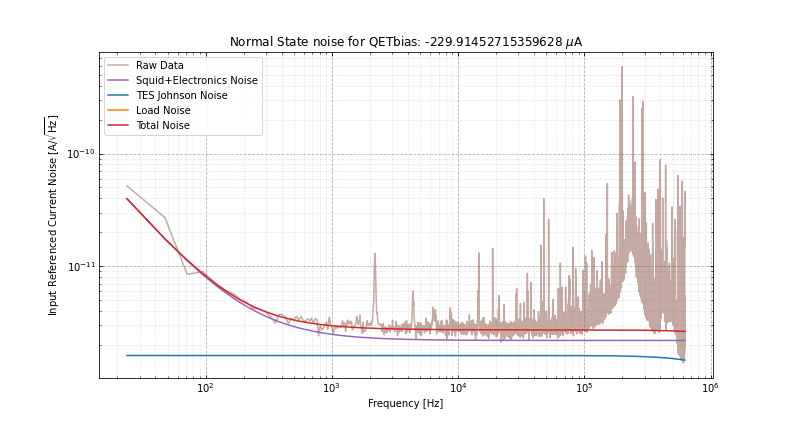 Normal State noise for QETbias: -229.91452715359628 μA
Raw Data
Squid+Electronics Noise
TES Johnson Noise
Load Noise
Total Noise
Input Referenced Current Noise [A/√Hz]
10⁻¹⁰
10⁻¹¹
10² 10³ 10⁴ 10⁵ 10⁶
Frequency [Hz]